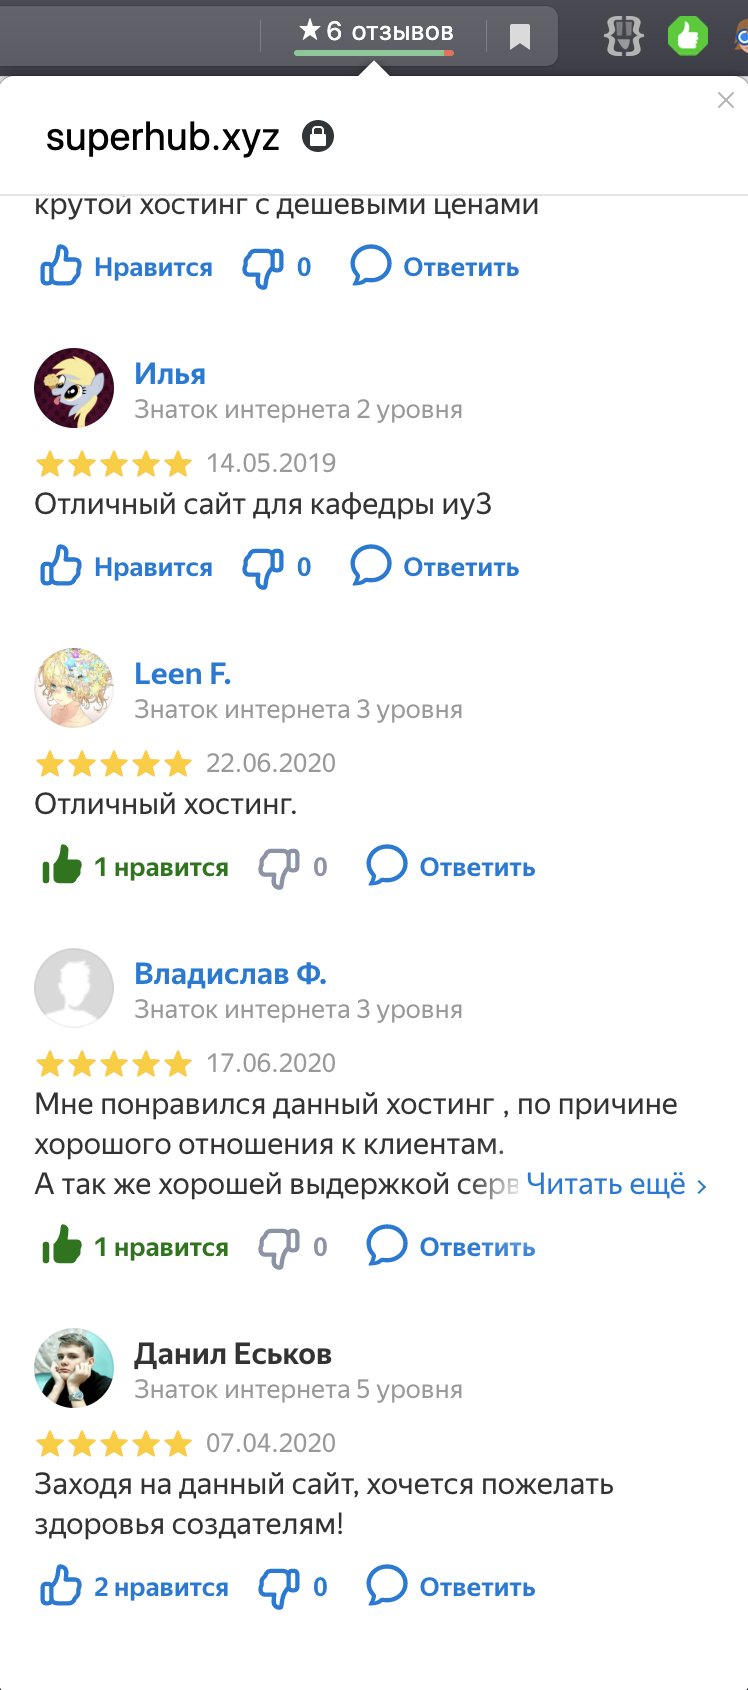 ★6 отзывов
superhub.xyz
крутой хостинг с дешевыми ценами
Нравится 0 Ответить
Илья
Знаток интернета 2 уровня
14.05.2019
Отличный сайт для кафедры иу3
Нравится 0 Ответить
Leen F.
Знаток интернета 3 уровня
22.06.2020
Отличный хостинг.
1 нравится 0 Ответить
Владислав Ф.
Знаток интернета 3 уровня
17.06.2020
Мне понравился данный хостинг , по причине
хорошого отношения к клиентам.
А так же хорошей выдержкой серв Читать ещё ›
1 нравится 0 Ответить
Данил Еськов
Знаток интернета 5 уровня
07.04.2020
Заходя на данный сайт, хочется пожелать
здоровья создателям!
2 нравится 0 Ответить